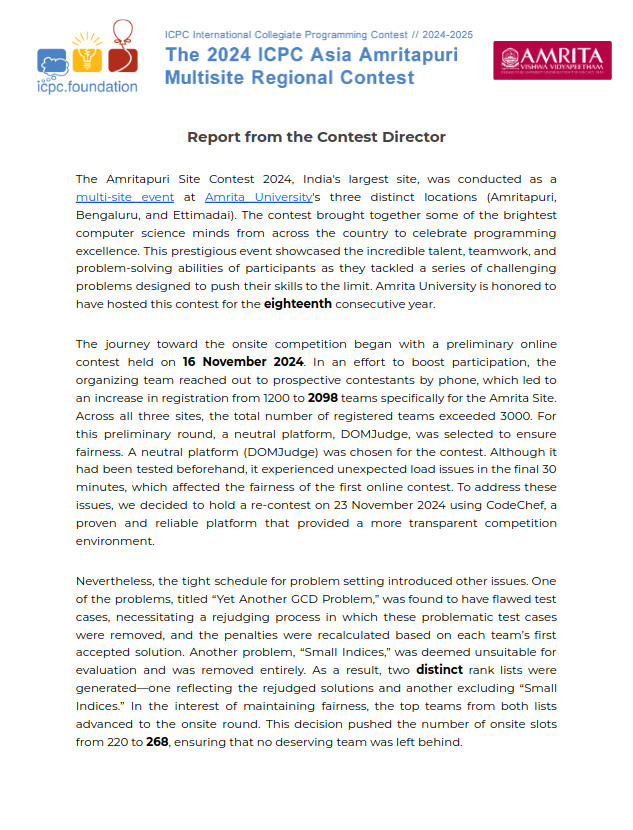 ICPC International Collegiate Programming Contest // 2024-2025
The 2024 ICPC Asia Amritapuri
Multisite Regional Contest
icpc.foundation
AMRITA
VISHWA VIDYAPEETHAM
Report from the Contest Director
The Amritapuri Site Contest 2024, India's largest site, was conducted as a
multi-site event at Amrita University's three distinct locations (Amritapuri,
Bengaluru, and Ettimadai). The contest brought together some of the brightest
computer science minds from across the country to celebrate programming
excellence. This prestigious event showcased the incredible talent, teamwork, and
problem-solving abilities of participants as they tackled a series of challenging
problems designed to push their skills to the limit. Amrita University is honored to
have hosted this contest for the eighteenth consecutive year.
The journey toward the onsite competition began with a preliminary online
contest held on 16 November 2024. In an effort to boost participation, the
organizing team reached out to prospective contestants by phone, which led to
an increase in registration from 1200 to 2098 teams specifically for the Amrita Site.
Across all three sites, the total number of registered teams exceeded 3000. For
this preliminary round, a neutral platform, DOMJudge, was selected to ensure
fairness. A neutral platform (DOMJudge) was chosen for the contest. Although it
had been tested beforehand, it experienced unexpected load issues in the final 30
minutes, which affected the fairness of the first online contest. To address these
issues, we decided to hold a re-contest on 23 November 2024 using CodeChef, a
proven and reliable platform that provided a more transparent competition
environment.
Nevertheless, the tight schedule for problem setting introduced other issues. One
of the problems, titled “Yet Another GCD Problem,” was found to have flawed test
cases, necessitating a rejudging process in which these problematic test cases
were removed, and the penalties were recalculated based on each team’s first
accepted solution. Another problem, “Small Indices,” was deemed unsuitable for
evaluation and was removed entirely. As a result, two distinct rank lists were
generated—one reflecting the rejudged solutions and another excluding “Small
Indices.” In the interest of maintaining fairness, the top teams from both lists
advanced to the onsite round. This decision pushed the number of onsite slots
from 220 to 268, ensuring that no deserving team was left behind.